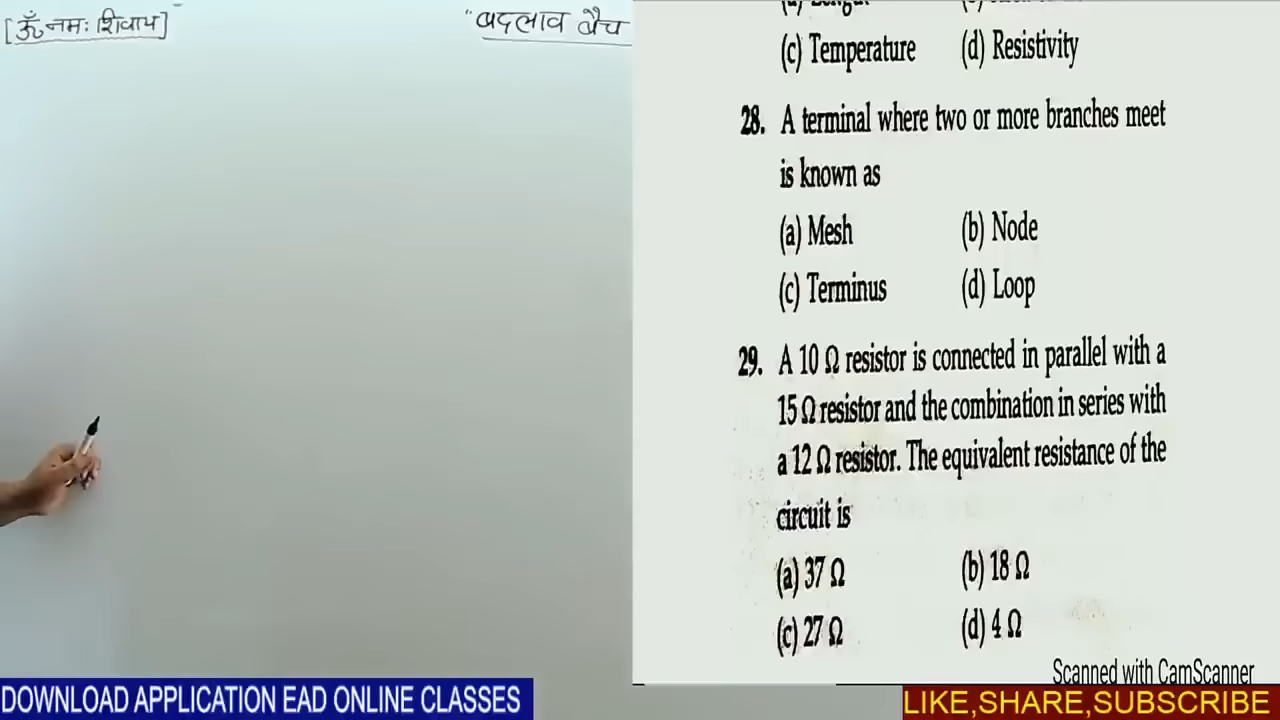 [ॐ नमः शिवाय]
"बदलाव बैच
(c) Temperature (d) Resistivity
28. A terminal where two or more branches meet
is known as
(a) Mesh (b) Node
(c) Terminus (d) Loop
29. A 10 Ω resistor is connected in parallel with a
15 Ω resistor and the combination in series with
a 12 Ω resistor. The equivalent resistance of the
circuit is
(a) 37 Ω (b) 18 Ω
(c) 27 Ω (d) 4 Ω
Scanned with CamScanner
DOWNLOAD APPLICATION EAD ONLINE CLASSES
LIKE,SHARE,SUBSCRIBE